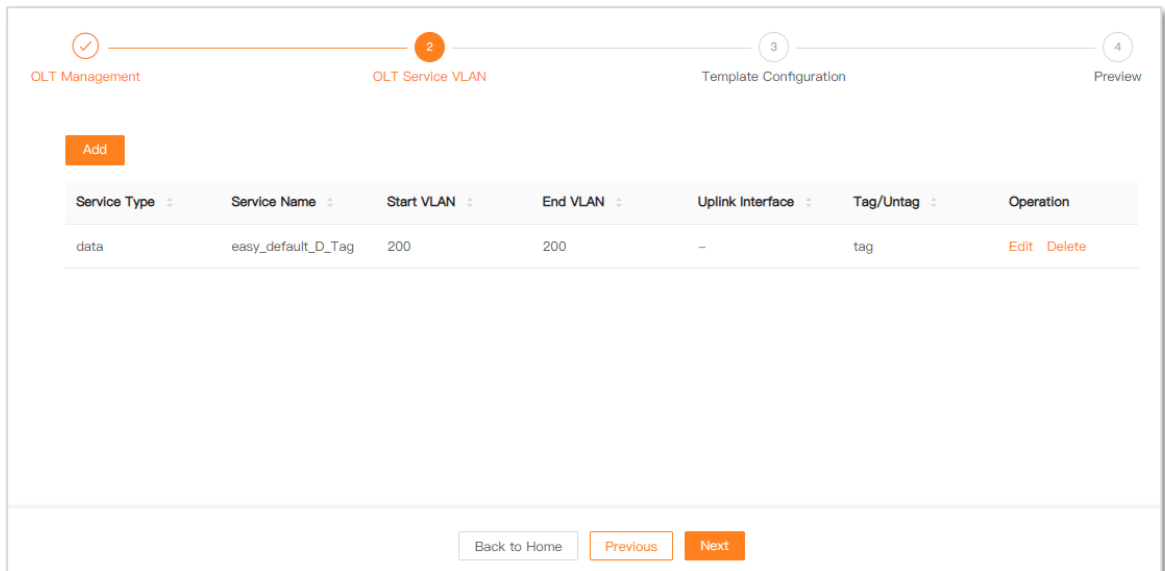 2 3 4
OLT Management OLT Service VLAN Template Configuration Preview
Add
Service Type Service Name Start VLAN End VLAN Uplink Interface Tag/Untag Operation
data easy_default_D_Tag 200 200 – tag Edit Delete
Back to Home Previous Next